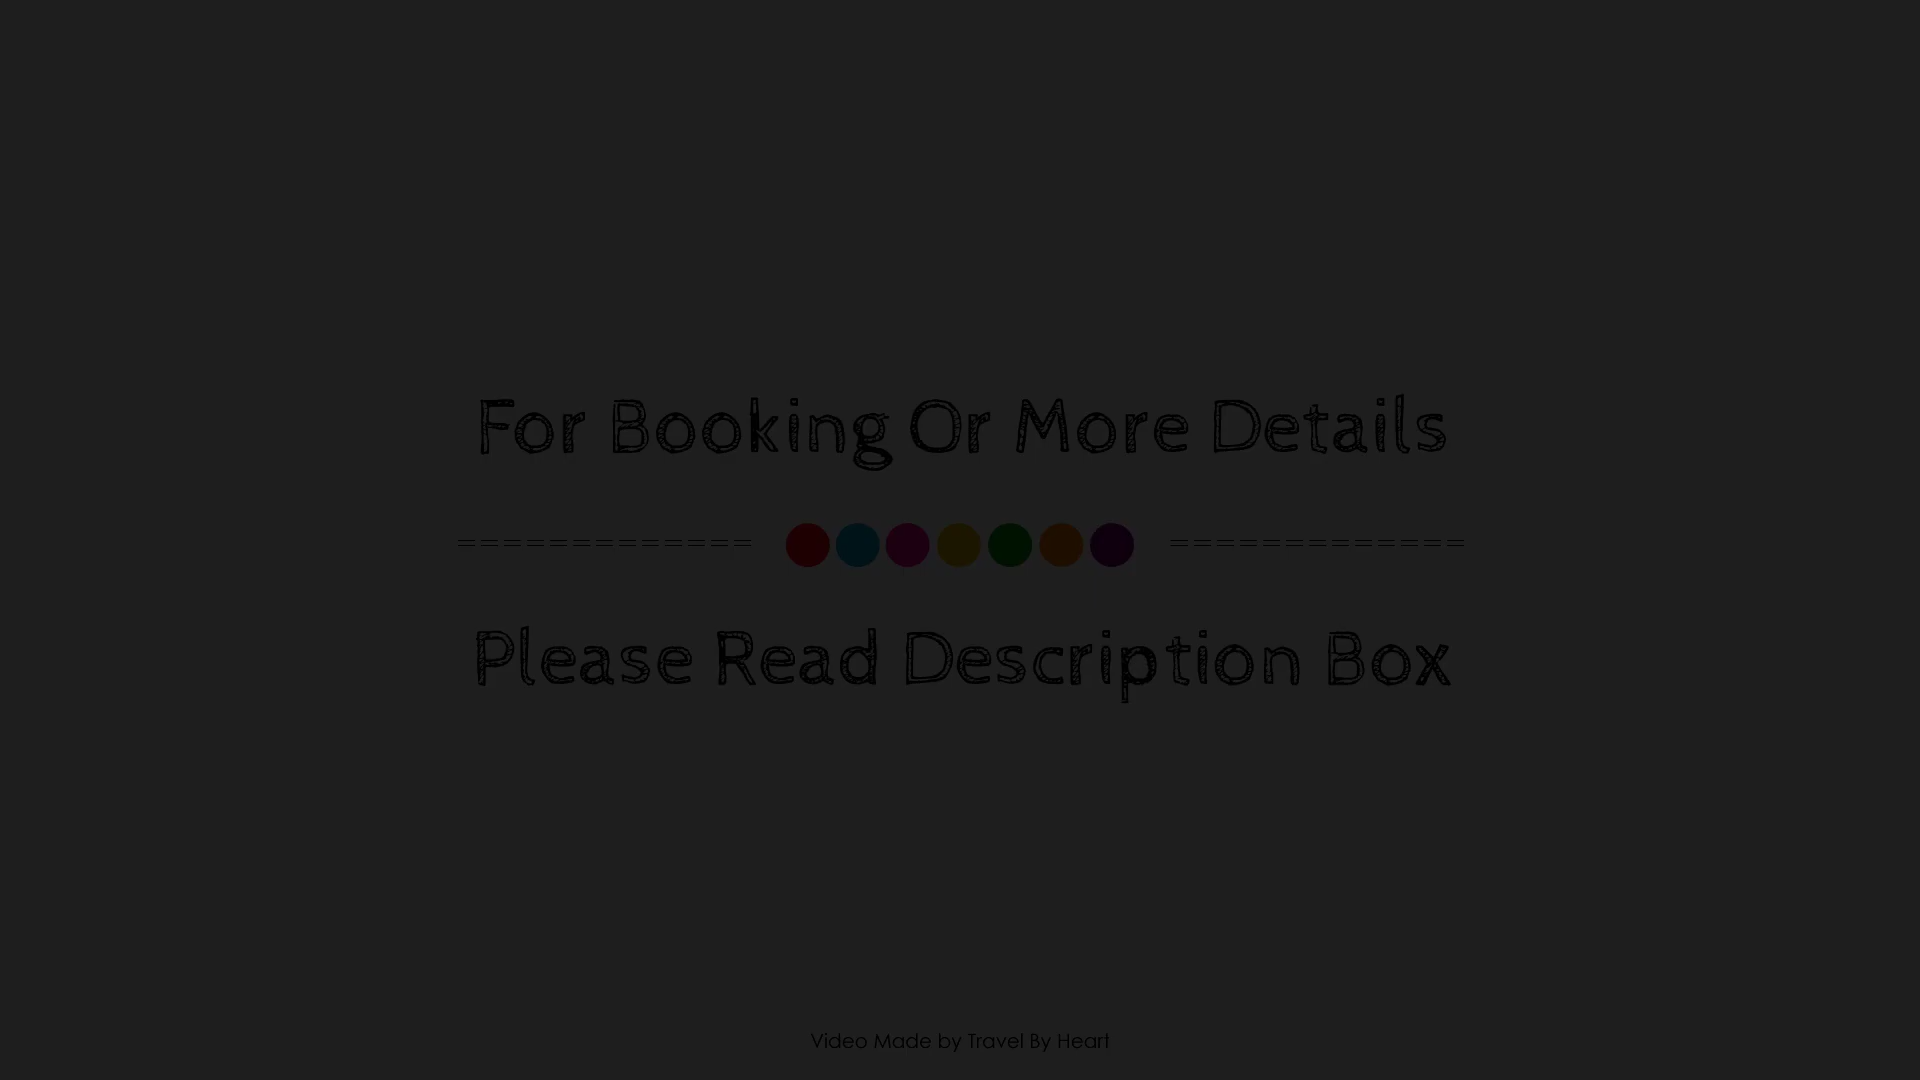 For Booking Or More Details
============= =============
Please Read Description Box
Video Made by Travel By Heart